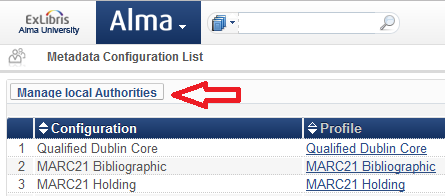 ExLibris
Alma University
Alma
Metadata Configuration List
Manage local Authorities
Configuration Profile
1 Qualified Dublin Core Qualified Dublin Core
2 MARC21 Bibliographic MARC21 Bibliographic
3 MARC21 Holding MARC21 Holding